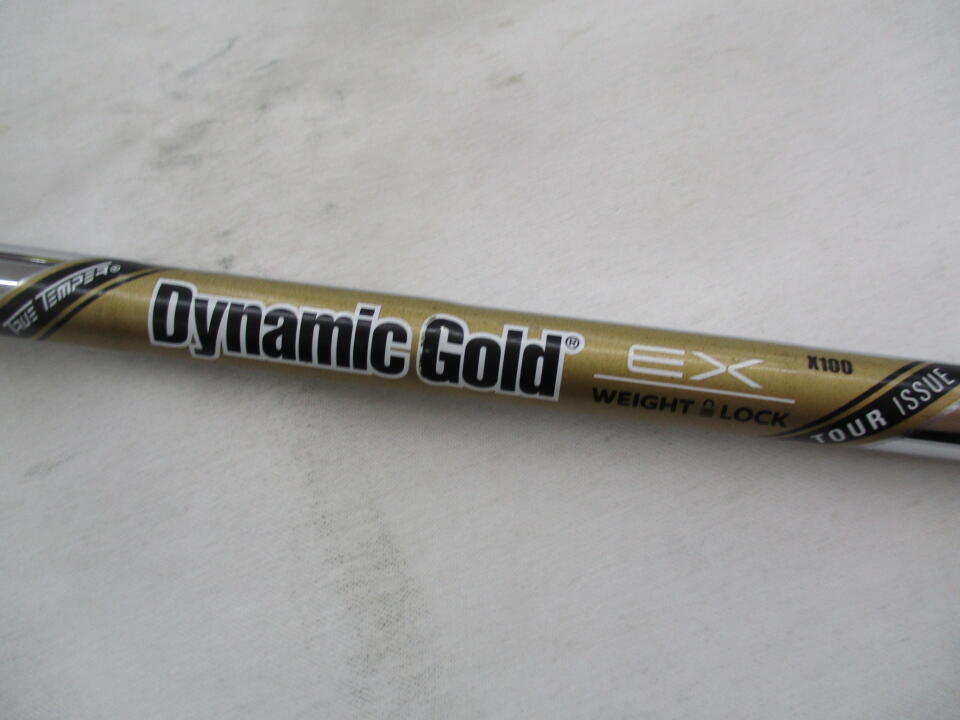 TRUE TEMPER®
Dynamic Gold®
EX
WEIGHT LOCK
X100
TOUR ISSUE